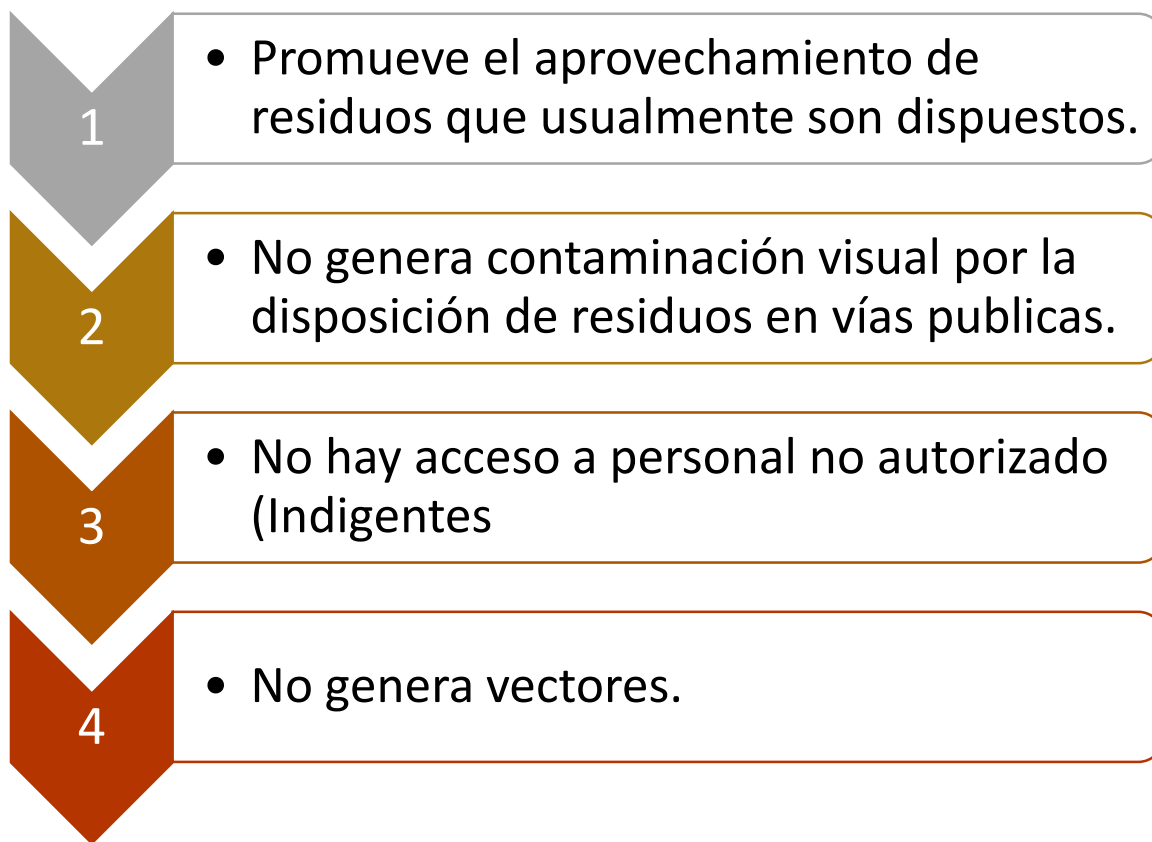 1
• Promueve el aprovechamiento de
residuos que usualmente son dispuestos.
2
• No genera contaminación visual por la
disposición de residuos en vías publicas.
3
• No hay acceso a personal no autorizado
(Indigentes
4
• No genera vectores.